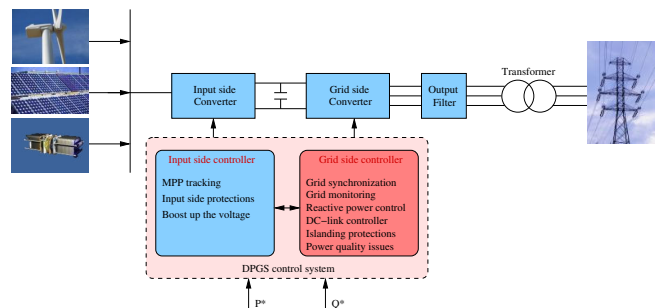 Transformer
Input side
Converter
Grid side
Converter
Output
Filter
Input side controller
MPP tracking
Input side protections
Boost up the voltage
Grid side controller
Grid synchronization
Grid monitoring
Reactive power control
DC−link controller
Islanding protections
Power quality issues
DPGS control system
P*
Q*